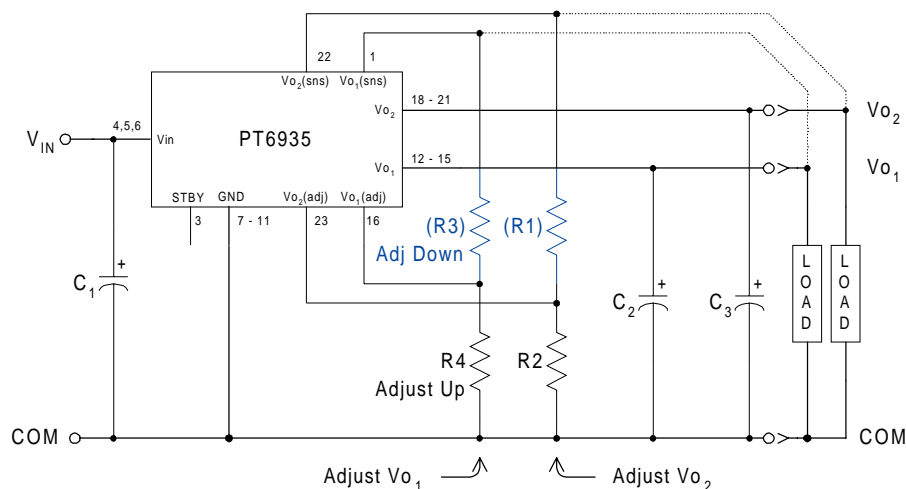 22
1
Vo2(sns)
Vo1(sns)
18 - 21
Vo2
4,5,6
VIN
Vin
PT6935
12 - 15
Vo1
Vo2
Vo1
STBY
GND
Vo2(adj)
Vo1(adj)
3
7 - 11
23
16
(R3)
(R1)
Adj Down
+
C1
+
C2
+
C3
LOAD
LOAD
R4
R2
Adjust Up
COM
COM
Adjust Vo1
Adjust Vo2